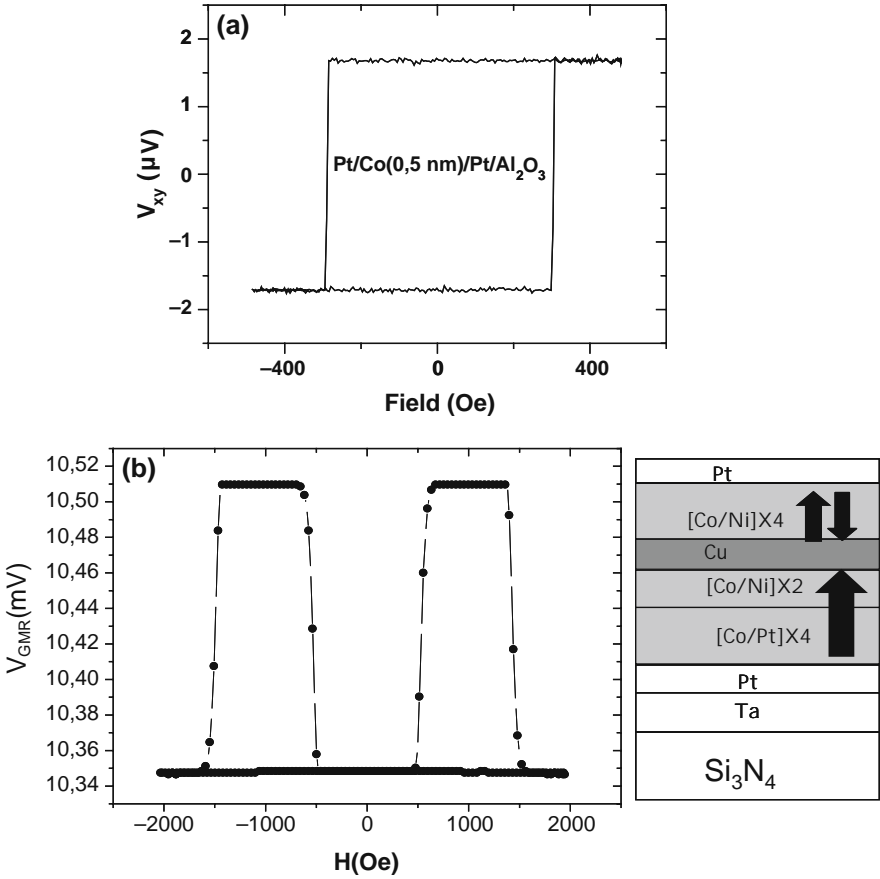 (a)
2
1
0
–1
–2
V_xy (µV)
Pt/Co(0,5 nm)/Pt/Al₂O₃
–400
0
400
Field (Oe)
(b)
10,52
10,50
10,48
10,46
10,44
10,42
10,40
10,38
10,36
10,34
V_GMR(mV)
–2000
–1000
0
1000
2000
H(Oe)
Pt
[Co/Ni]X4
Cu
[Co/Ni]X2
[Co/Pt]X4
Pt
Ta
Si₃N₄